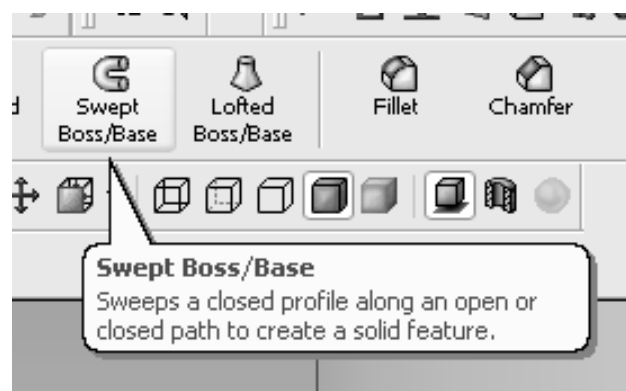 Swept Boss/Base
Lofted Boss/Base
Fillet
Chamfer
Swept Boss/Base
Sweeps a closed profile along an open or
closed path to create a solid feature.